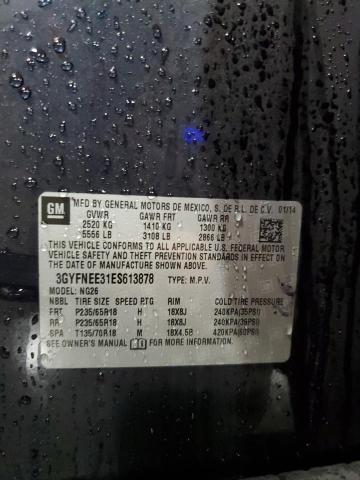 GM
MFD BY GENERAL MOTORS DE MEXICO, S. DE R.L. DE C.V. 01/14
GVWR GAWR FRT GAWR RR
2520 KG 1410 KG 1300 KG
5556 LB 3108 LB 2866 LB
THIS VEHICLE CONFORMS TO ALL APPLICABLE U.S. FEDERAL MOTOR
VEHICLE SAFETY AND THEFT PREVENTION STANDARDS IN EFFECT ON
THE DATE OF MANUFACTURE SHOWN ABOVE.
3GYFNEE31ES613878 TYPE: M.P.V.
MODEL: NG26
NBBL TIRE SIZE SPEED RTG RIM COLD TIRE PRESSURE
FRT P235/65R18 H 18X8J 240KPA(35PSI)
RR P235/65R18 H 18X8J 240KPA(35PSI)
SPA T135/70R18 M 18X4.5B 420KPA(60PSI)
SEE OWNER'S MANUAL FOR MORE INFORMATION.